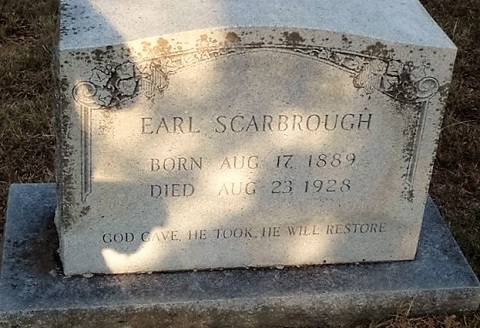 EARL SCARBROUGH
BORN AUG. 17, 1889
DIED AUG 23, 1928
GOD GAVE, HE TOOK, HE WILL RESTORE